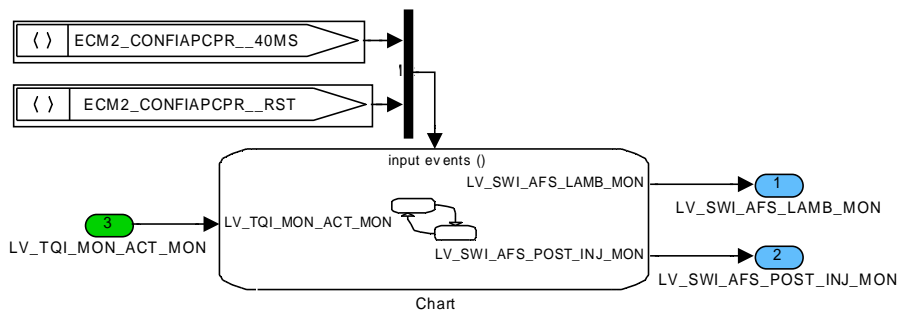 ECM2_CONFIAPCPR__40MS
ECM2_CONFIAPCPR__RST
input events ()
LV_SWI_AFS_LAMB_MON
1
LV_SWI_AFS_LAMB_MON
3
LV_TQI_MON_ACT_MON
LV_TQI_MON_ACT_MON
LV_SWI_AFS_POST_INJ_MON
2
LV_SWI_AFS_POST_INJ_MON
Chart